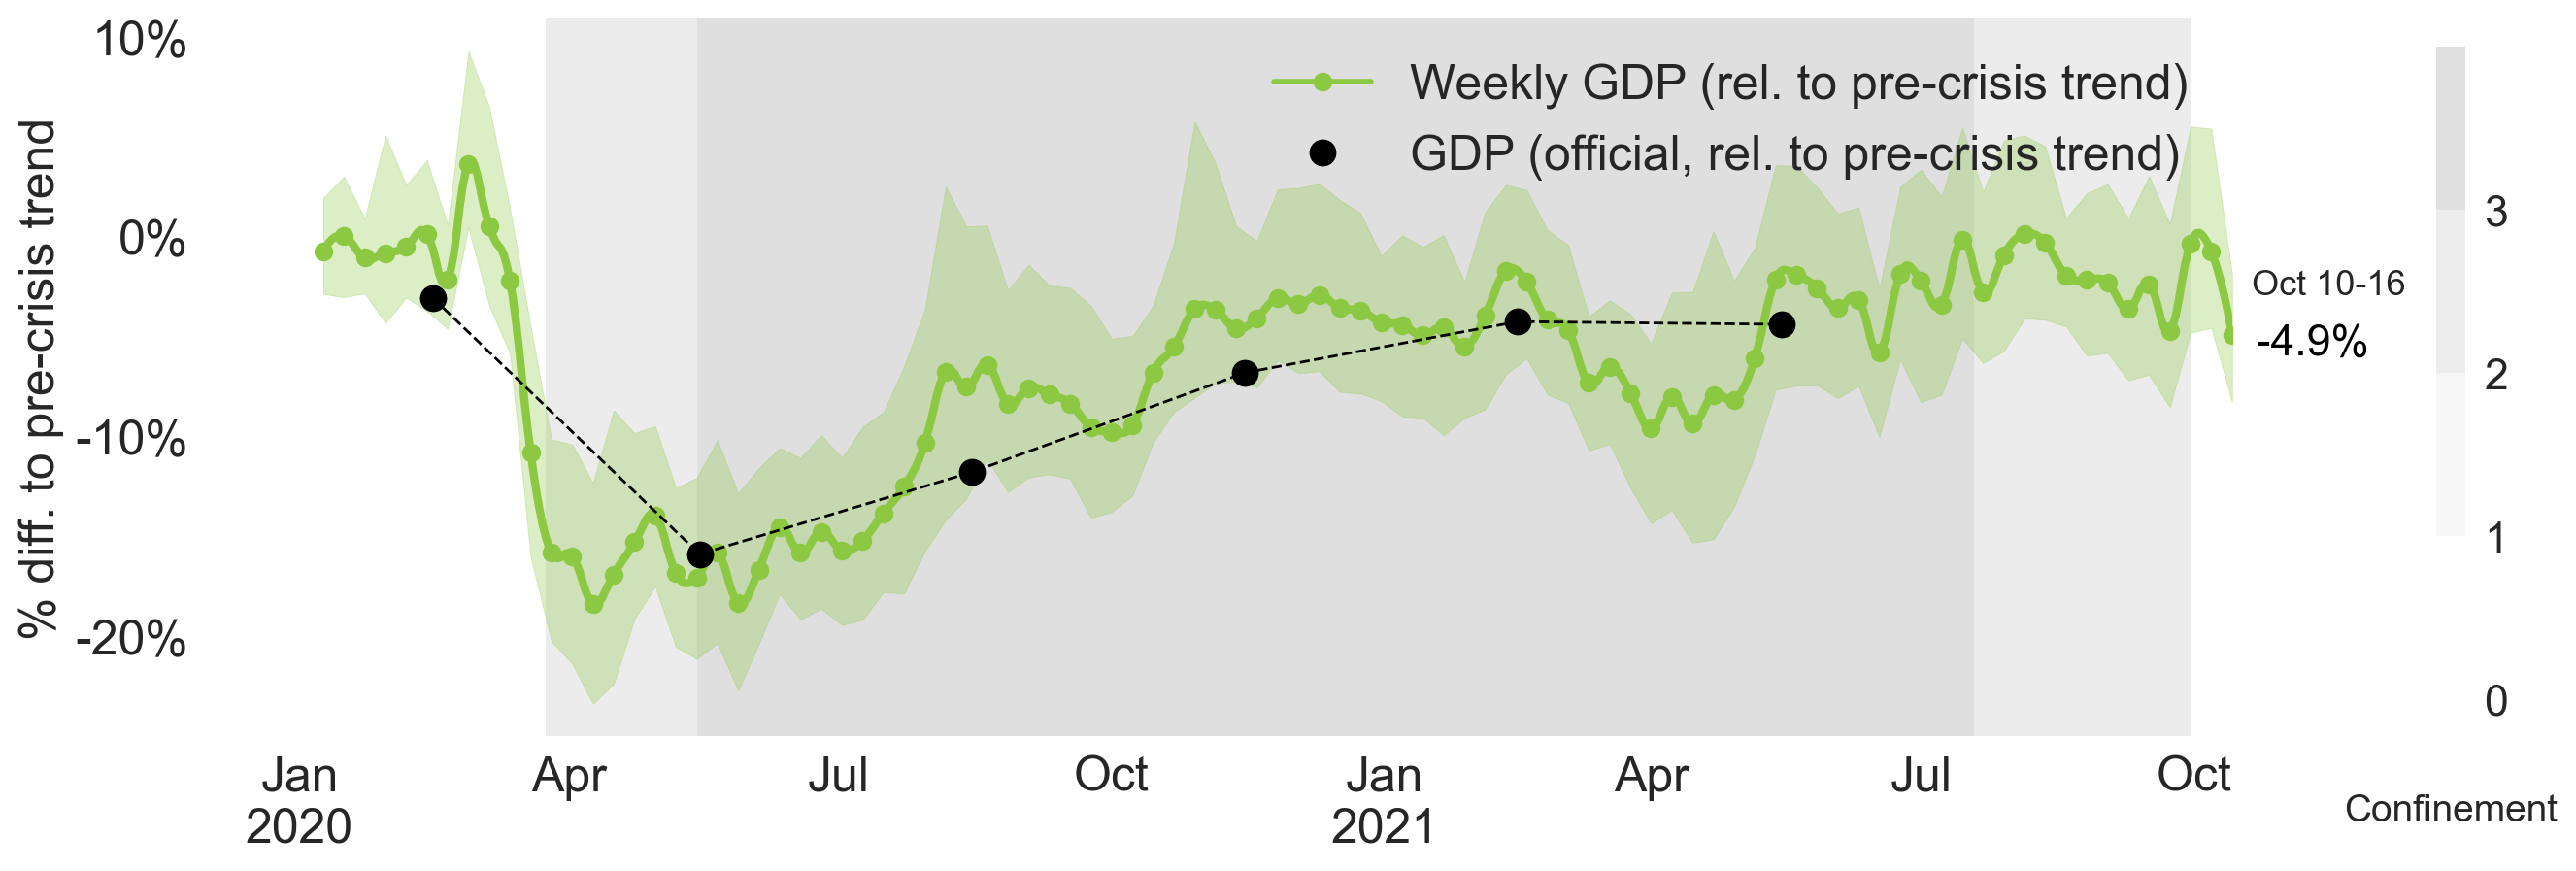 10%
0%
-10%
-20%
% diff. to pre-crisis trend
Weekly GDP (rel. to pre-crisis trend)
GDP (official, rel. to pre-crisis trend)
Oct 10-16
-4.9%
3
2
1
0
Confinement
Jan Apr Jul Oct Jan Apr Jul Oct
2020 2021